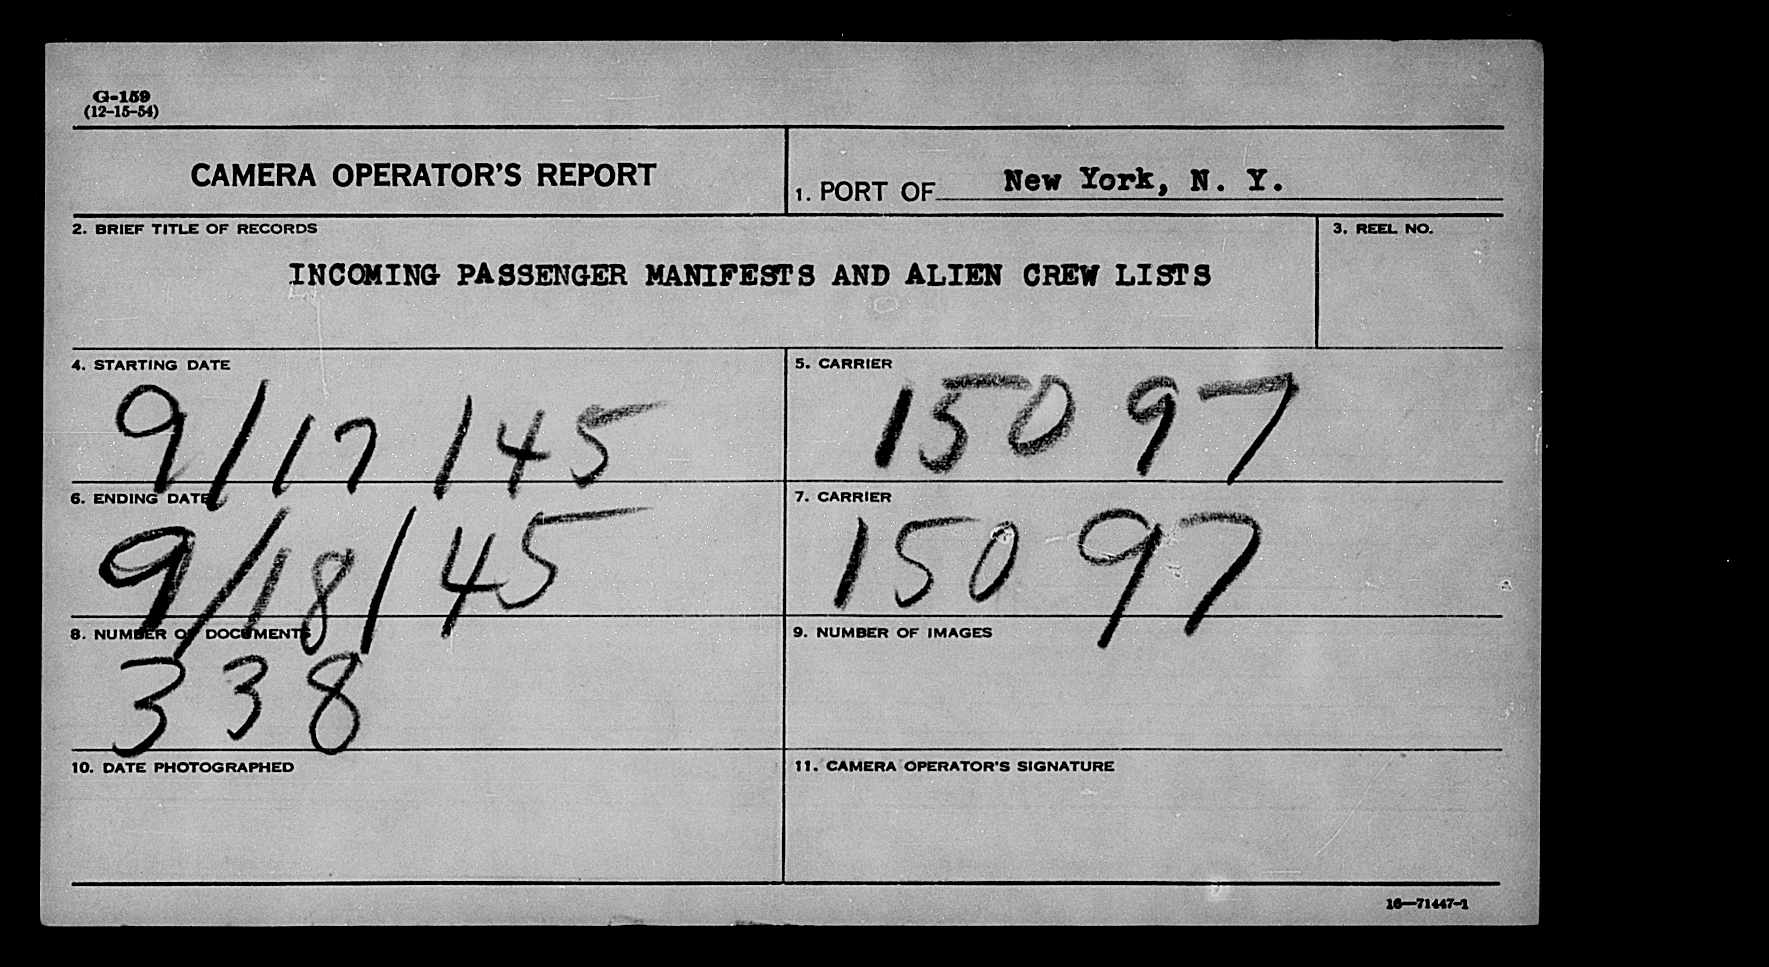 G-159
(12-15-54)
CAMERA OPERATOR'S REPORT
1. PORT OF New York, N. Y.
2. BRIEF TITLE OF RECORDS
3. REEL NO.
INCOMING PASSENGER MANIFESTS AND ALIEN CREW LISTS
4. STARTING DATE
5. CARRIER
9/17/45
15097
6. ENDING DATE
7. CARRIER
9/18/45
15097
8. NUMBER OF DOCUMENTS
9. NUMBER OF IMAGES
338
10. DATE PHOTOGRAPHED
11. CAMERA OPERATOR'S SIGNATURE
16—71447-1